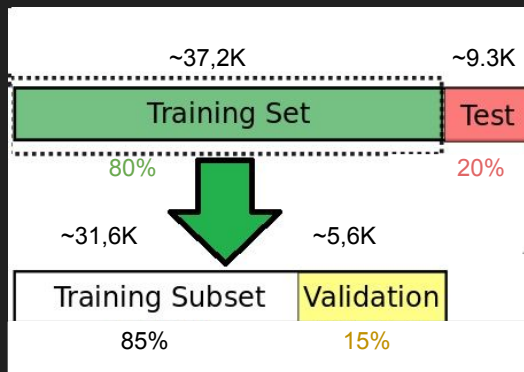 ~37,2K ~9.3K
Training Set Test
80% 20%
~31,6K ~5,6K
Training Subset Validation
85% 15%